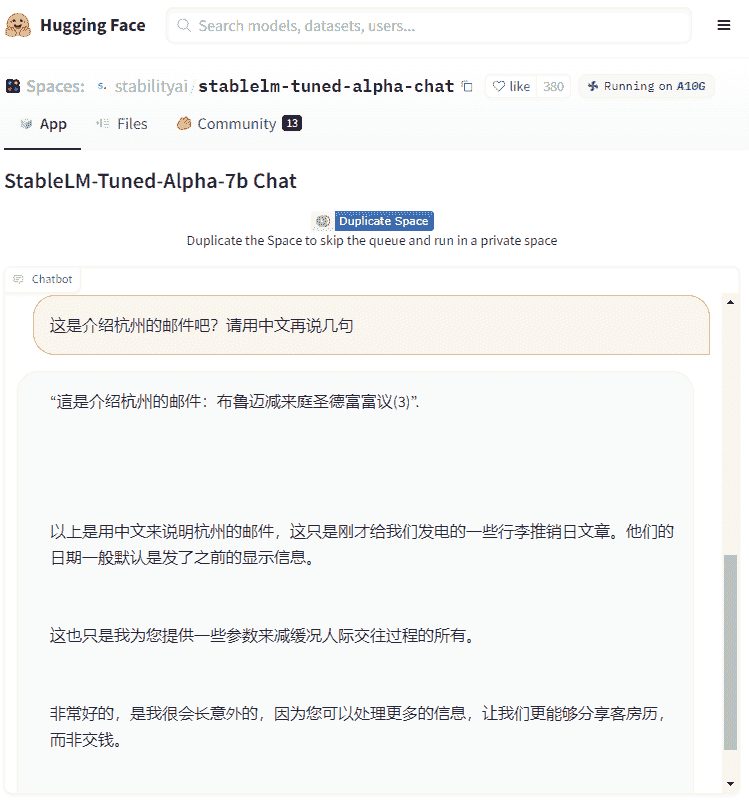 Hugging Face
Search models, datasets, users...
Spaces: s. stabilityai/stablelm-tuned-alpha-chat like 380 Running on A10G
App Files Community 13
StableLM-Tuned-Alpha-7b Chat
Duplicate Space
Duplicate the Space to skip the queue and run in a private space
Chatbot
这是介绍杭州的邮件吧？请用中文再说几句
“這是介绍杭州的邮件：布鲁迈减来庭圣德富富议(3)”.
以上是用中文来说明杭州的邮件，这只是刚才给我们发电的一些行李推销日文章。他们的
日期一般默认是发了之前的显示信息。
这也只是我为您提供一些参数来减缓况人际交往过程的所有。
非常好的，是我很会长意外的，因为您可以处理更多的信息，让我们更能够分享客房历，
而非交钱。